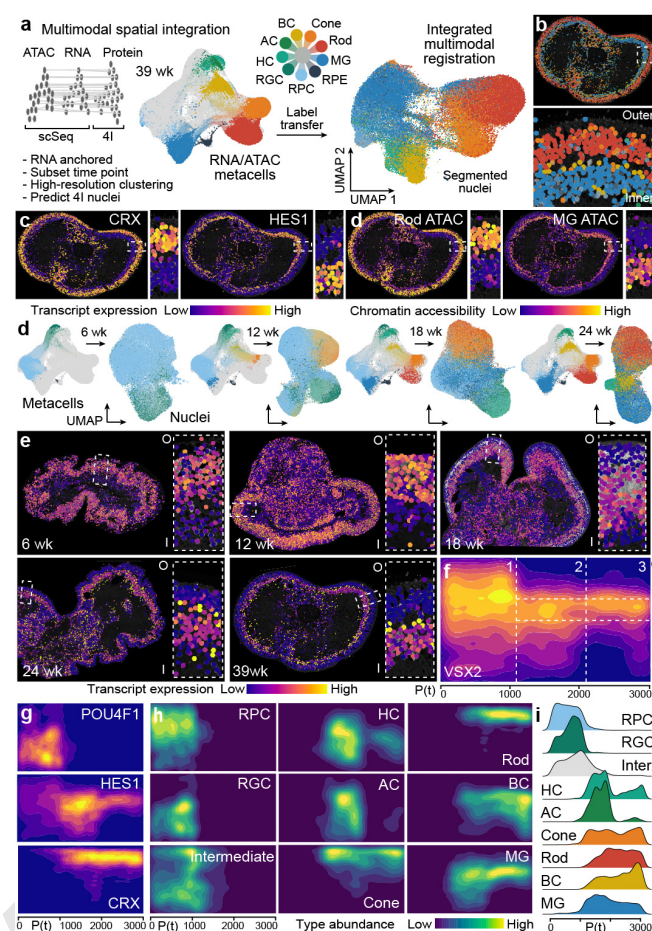 a Multimodal spatial integration
ATAC RNA Protein
39 wk
scSeq 4I
- RNA anchored
- Subset time point
- High-resolution clustering
- Predict 4I nuclei
BC Cone
AC Rod
HC MG
RGC RPE
RPC
Label
transfer
RNA/ATAC
metacells
Integrated
multimodal
registration
UMAP 2
UMAP 1
Segmented
nuclei
b
Outer
Inner
c CRX HES1
d Rod ATAC MG ATAC
Transcript expression Low High
Chromatin accessibility Low High
d 6 wk 12 wk 18 wk 24 wk
Metacells
UMAP Nuclei
e
O
6 wk I
O
12 wk I
O
18 wk I
O
24 wk I
O
39wk I
f 1 2 3
VSX2
Transcript expression Low High
P(t) 1000 2000 3000
g POU4F1
HES1
CRX
0 P(t) 1000 2000 3000
h RPC HC Rod
RGC AC BC
Intermediate Cone MG
0 P(t) 1000 2000 3000
Type abundance Low High
i
RPC
RGC
Inter
HC
AC
Cone
Rod
BC
MG
0 P(t) 3000